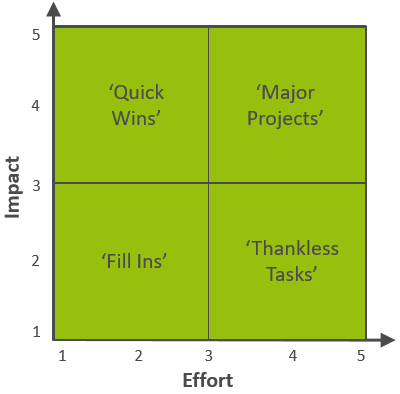 5
‘Quick
Wins’
‘Major
Projects’
4
Impact
3
‘Fill Ins’
‘Thankless
Tasks’
2
1
1 2 3 4 5
Effort